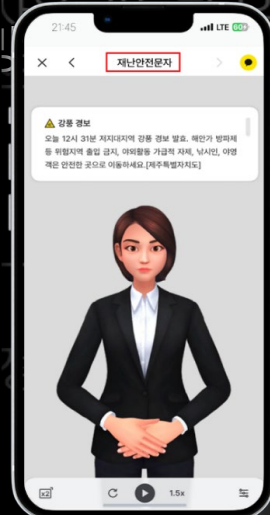 21:45 LTE
재난안전문자
⚠ 강풍 경보
오늘 12시 31분 저지대지역 강풍 경보 발효. 해안가 방파제
등 위험지역 출입 금지, 야외활동 가급적 자제, 낚시인, 야영
객은 안전한 곳으로 이동하세요.[제주특별자치도]
x2 1.5x